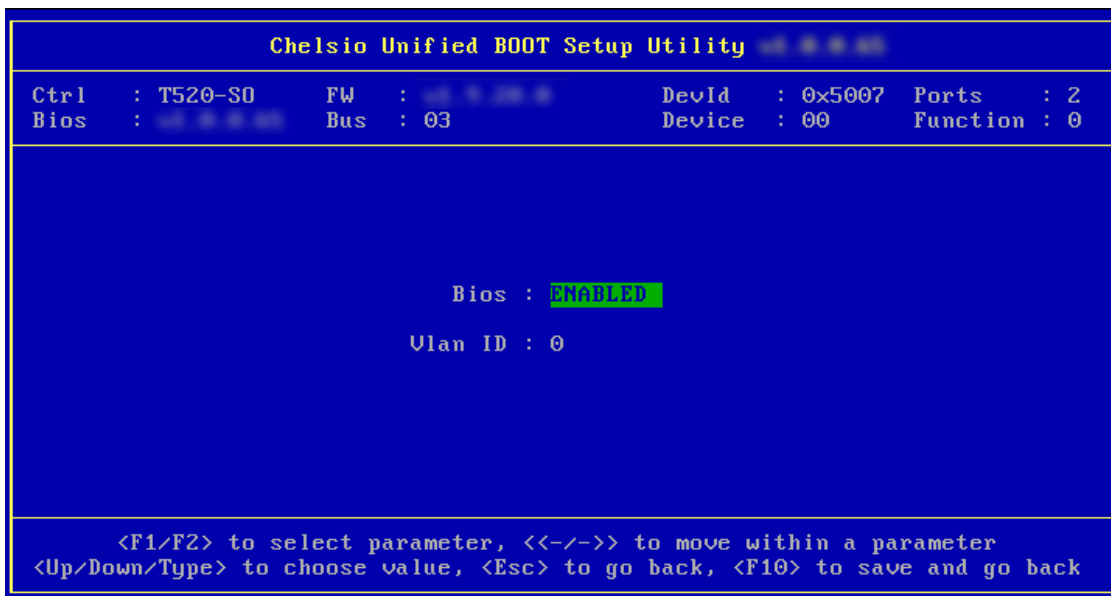 Chelsio Unified BOOT Setup Utility
Ctrl : T520-SO FW : DevId : 0x5007 Ports : 2
Bios : Bus : 03 Device : 00 Function : 0
Bios : ENABLED
Vlan ID : 0
<F1/F2> to select parameter, <<-/->> to move within a parameter
<Up/Down/Type> to choose value, <Esc> to go back, <F10> to save and go back